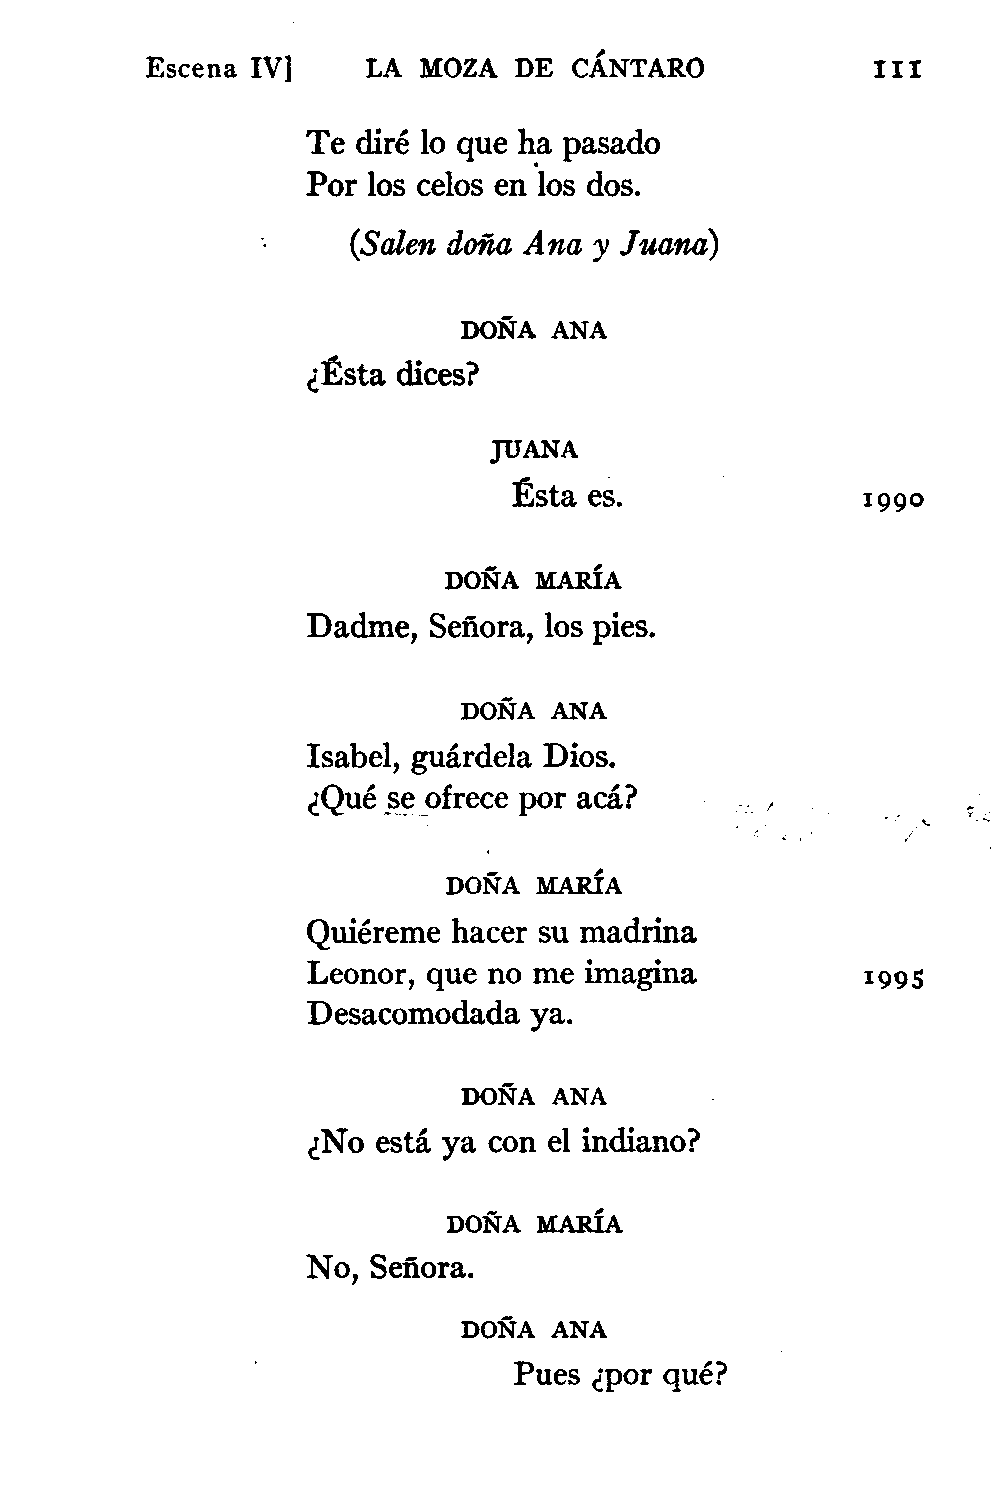 Escena IV] LA MOZA DE CÁNTARO 111
Te diré lo que ha pasado
Por los celos en los dos.
(Salen doña Ana y Juana)
DOÑA ANA
¿Ésta dices?
JUANA
Ésta es. 1990
DOÑA MARÍA
Dadme, Señora, los pies.
DOÑA ANA
Isabel, guárdela Dios.
¿Qué se ofrece por acá?
DOÑA MARÍA
Quiéreme hacer su madrina
Leonor, que no me imagina 1995
Desacomodada ya.
DOÑA ANA
¿No está ya con el indiano?
DOÑA MARÍA
No, Señora.
DOÑA ANA
Pues ¿por qué?